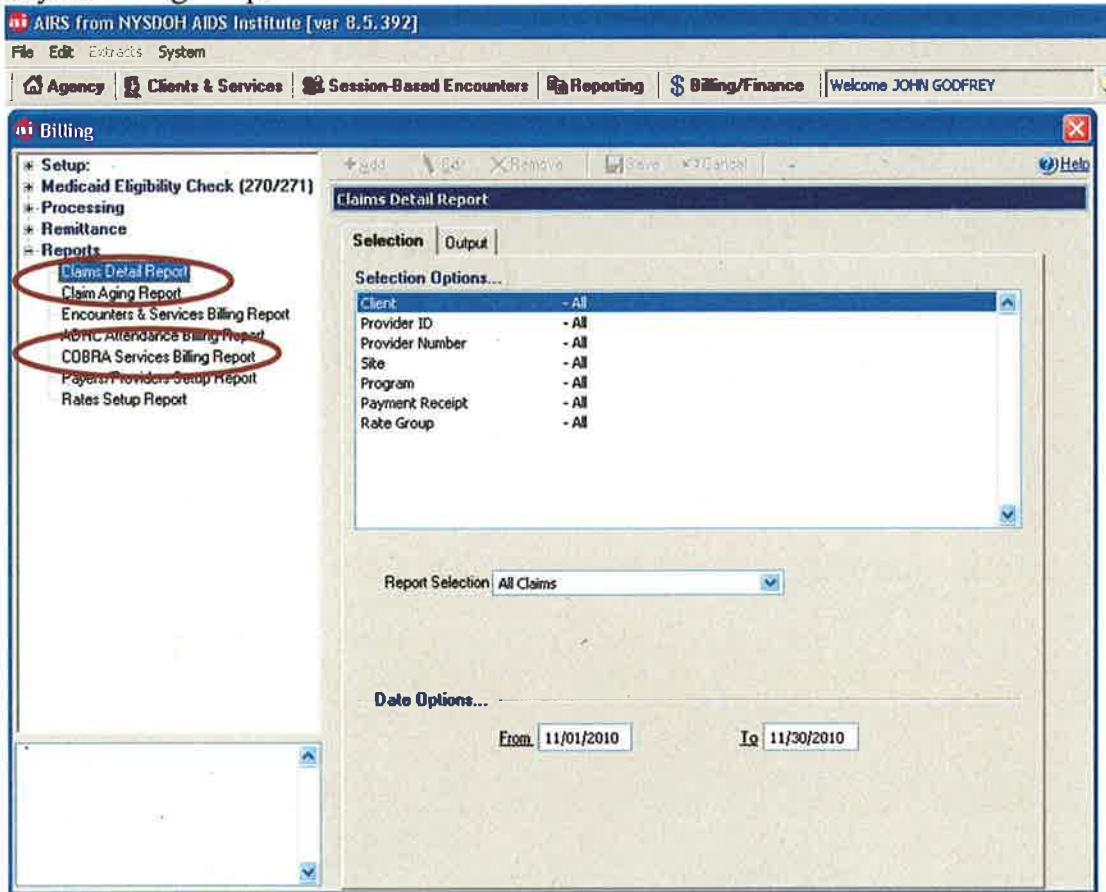 AIRS from NYSDOH AIDS Institute [ver 8.5.392]
File Edit Extracts System
Agency Clients & Services Session-Based Encounters Reporting $ Billing/Finance Welcome JOHN GODFREY
Billing
+ Add Edit Remove Save Cancel Help
Setup:
Medicaid Eligibility Check (270/271)
Processing
Remittance
Reports
Claims Detail Report
Claim Aging Report
Encounters & Services Billing Report
ADHC Attendance Billing Report
COBRA Services Billing Report
Payers/Providers Setup Report
Rates Setup Report
Claims Detail Report
Selection Output
Selection Options...
Client - All
Provider ID - All
Provider Number - All
Site - All
Program - All
Payment Receipt - All
Rate Group - All
Report Selection All Claims
Date Options...
From 11/01/2010 To 11/30/2010